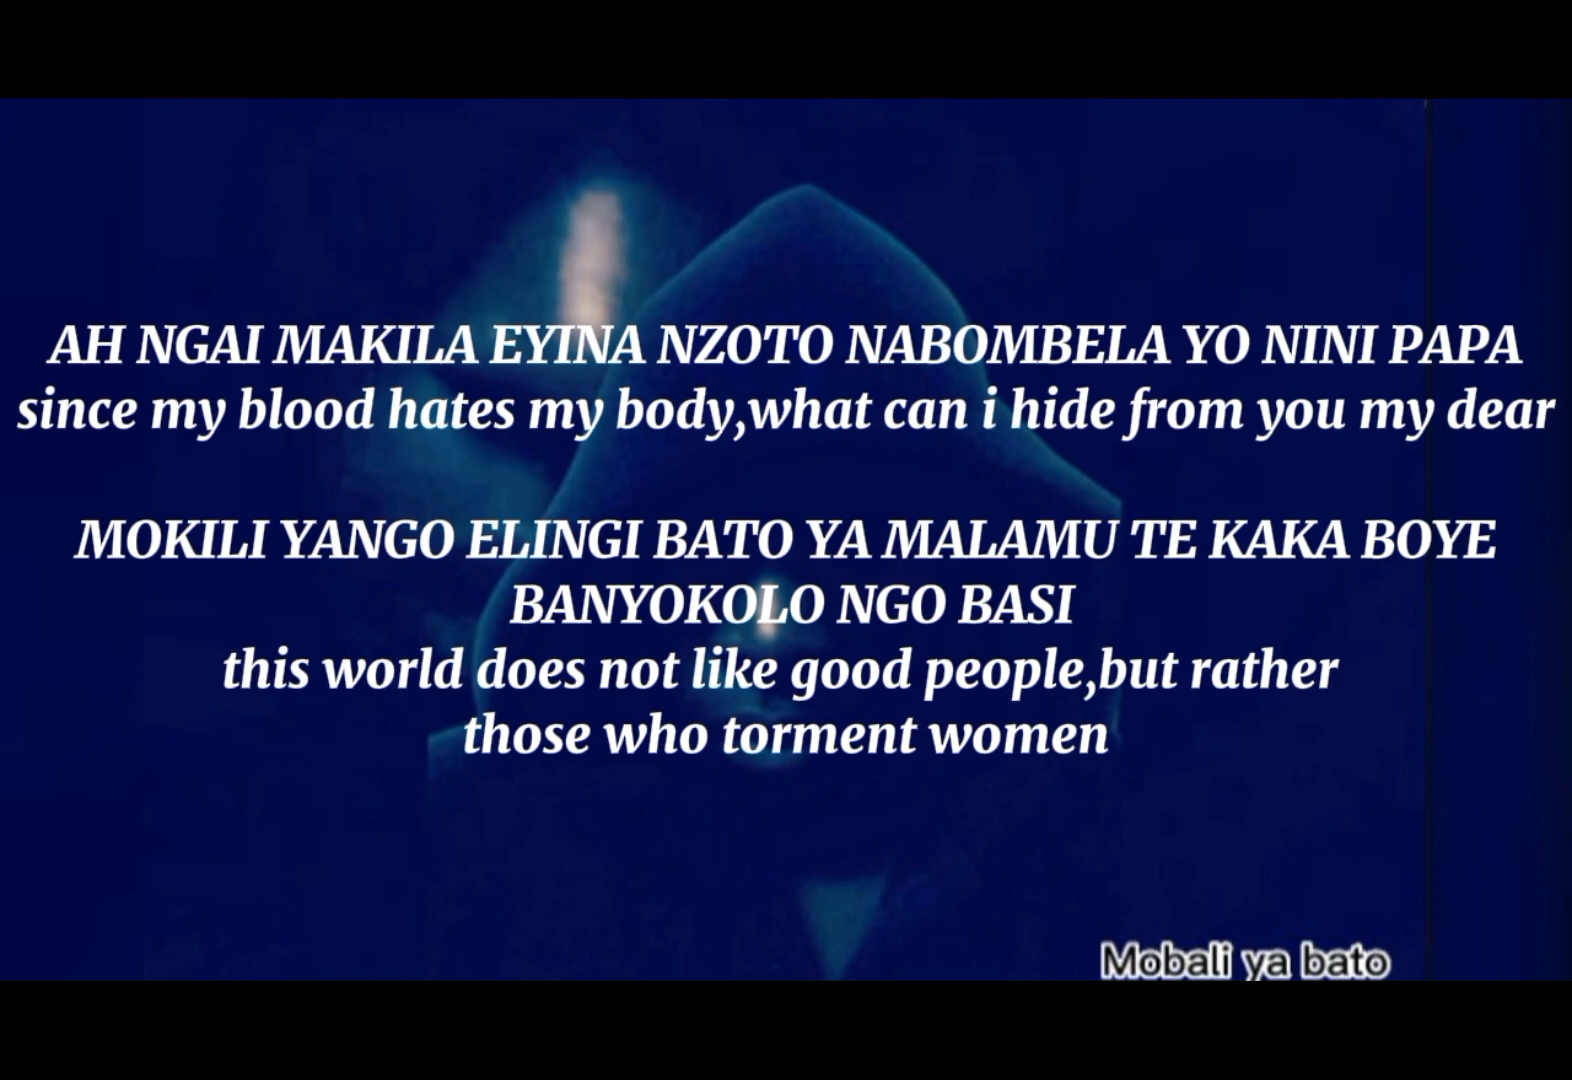 AH NGAI MAKILA EYINA NZOTO NABOMBELA YO NINI PAPA
since my blood hates my body,what can i hide from you my dear
MOKILI YANGO ELINGI BATO YA MALAMU TE KAKA BOYE
BANYOKOLO NGO BASI
this world does not like good people,but rather
those who torment women
Mobali ya bato